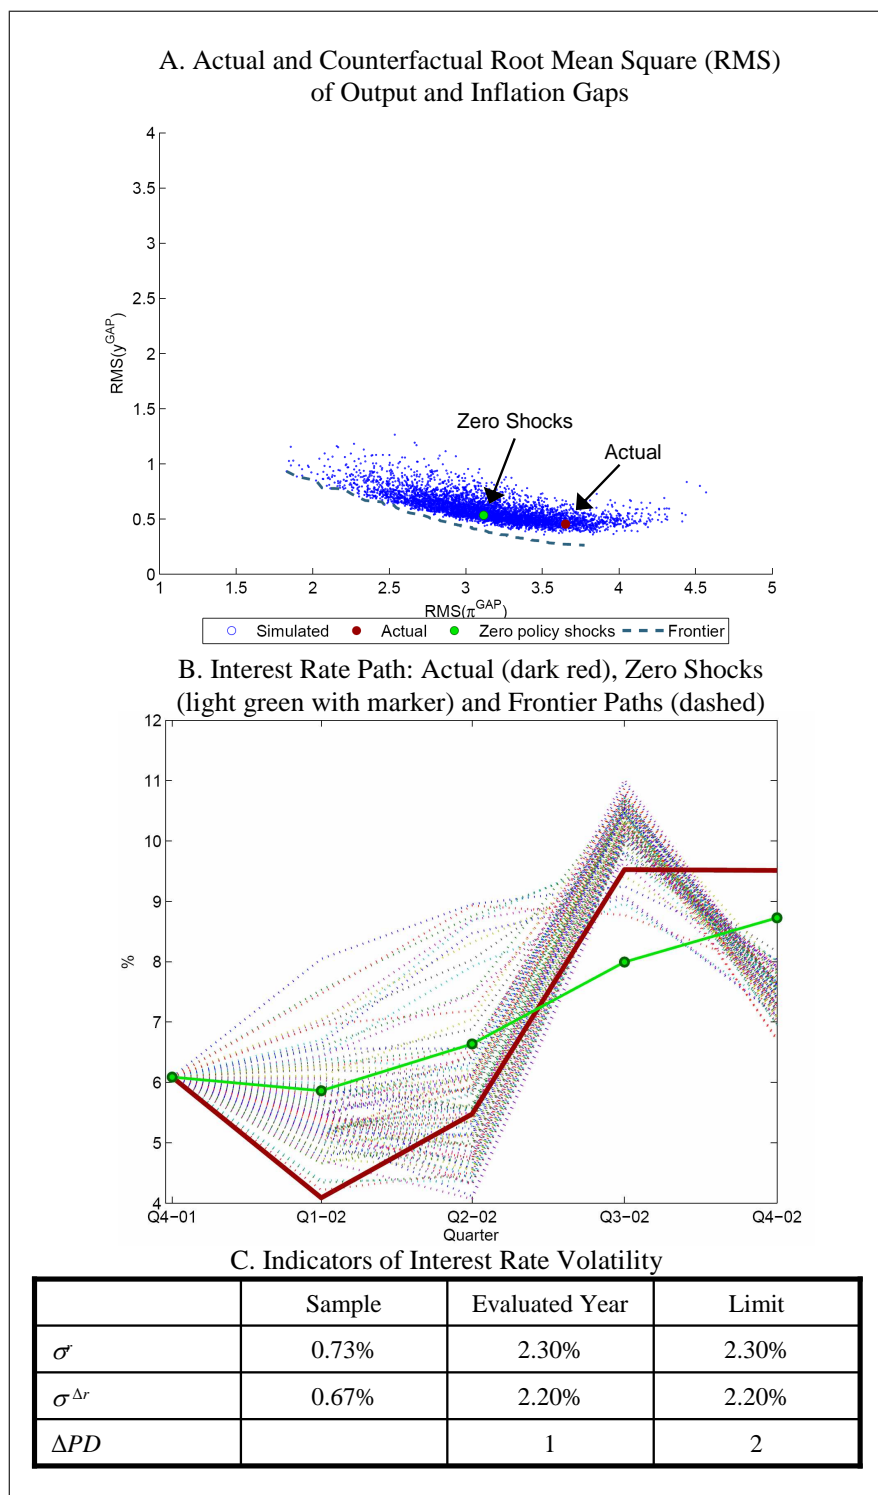 A. Actual and Counterfactual Root Mean Square (RMS)
of Output and Inflation Gaps
4
3.5
3
2.5
2
1.5
1
0.5
0
RMS(y^GAP)
Zero Shocks
Actual
1 1.5 2 2.5 3 3.5 4 4.5 5
RMS(π^GAP)
Simulated Actual Zero policy shocks Frontier
B. Interest Rate Path: Actual (dark red), Zero Shocks
(light green with marker) and Frontier Paths (dashed)
12
11
10
9
8
7
6
5
4
%
Q4-01 Q1-02 Q2-02 Q3-02 Q4-02
Quarter
C. Indicators of Interest Rate Volatility
Sample Evaluated Year Limit
σ^r 0.73% 2.30% 2.30%
σ^Δr 0.67% 2.20% 2.20%
ΔPD 1 2